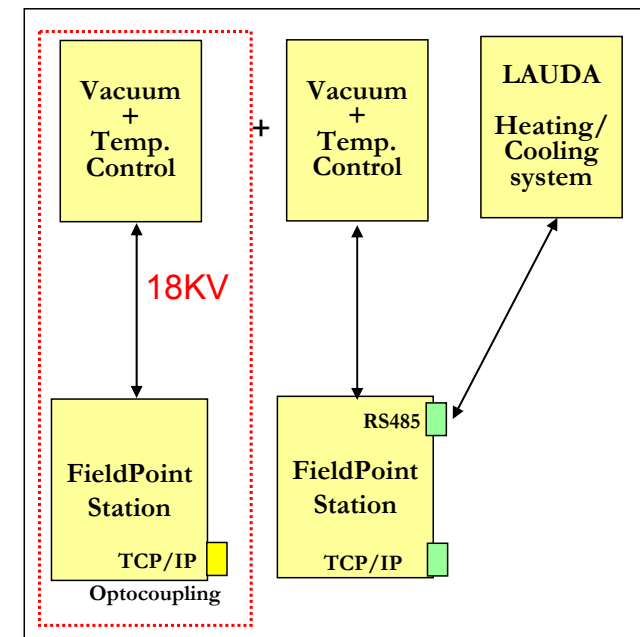 Vacuum
+
Temp.
Control
+
Vacuum
+
Temp.
Control
LAUDA
Heating/
Cooling
system
18KV
FieldPoint
Station
TCP/IP
Optocoupling
RS485
FieldPoint
Station
TCP/IP